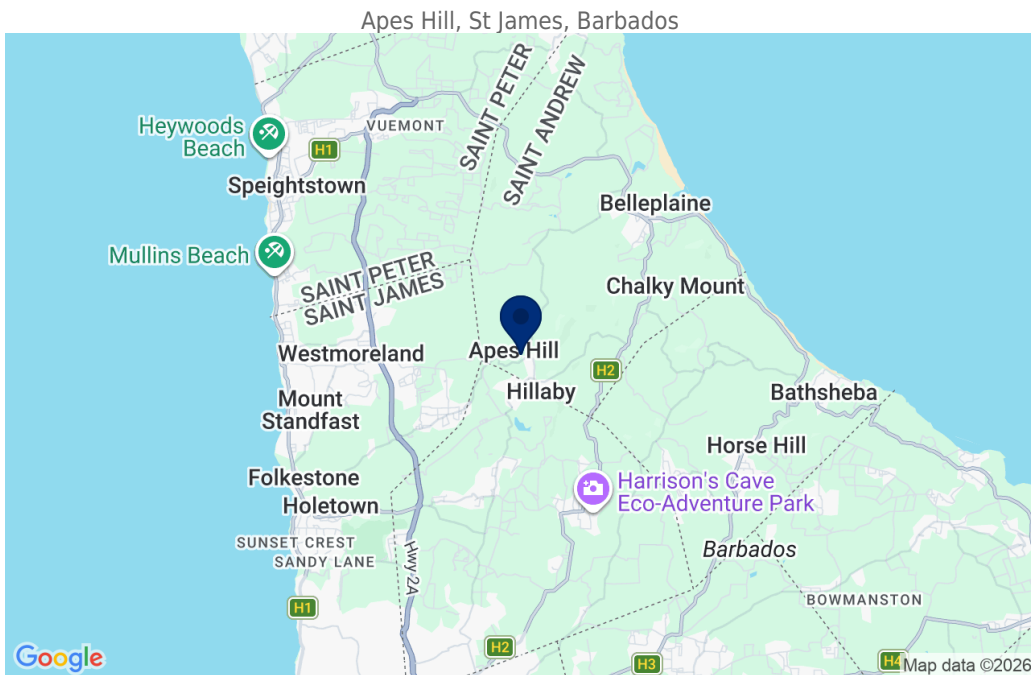 Apes Hill, St James, Barbados
SAINT PETER
SAINT ANDREW
Heywoods
Beach
VUEMONT
H1
Speightstown
Belleplaine
Mullins Beach
SAINT PETER
SAINT JAMES
Chalky Mount
Westmoreland
Apes Hill
H2
Hillaby
Bathsheba
Mount
Standfast
Horse Hill
Folkestone
Harrison's Cave
Eco-Adventure Park
Holetown
SUNSET CREST
SANDY LANE
Hwy 2A
Barbados
BOWMANSTON
H1
H2
H3
H4
Google
Map data ©2026